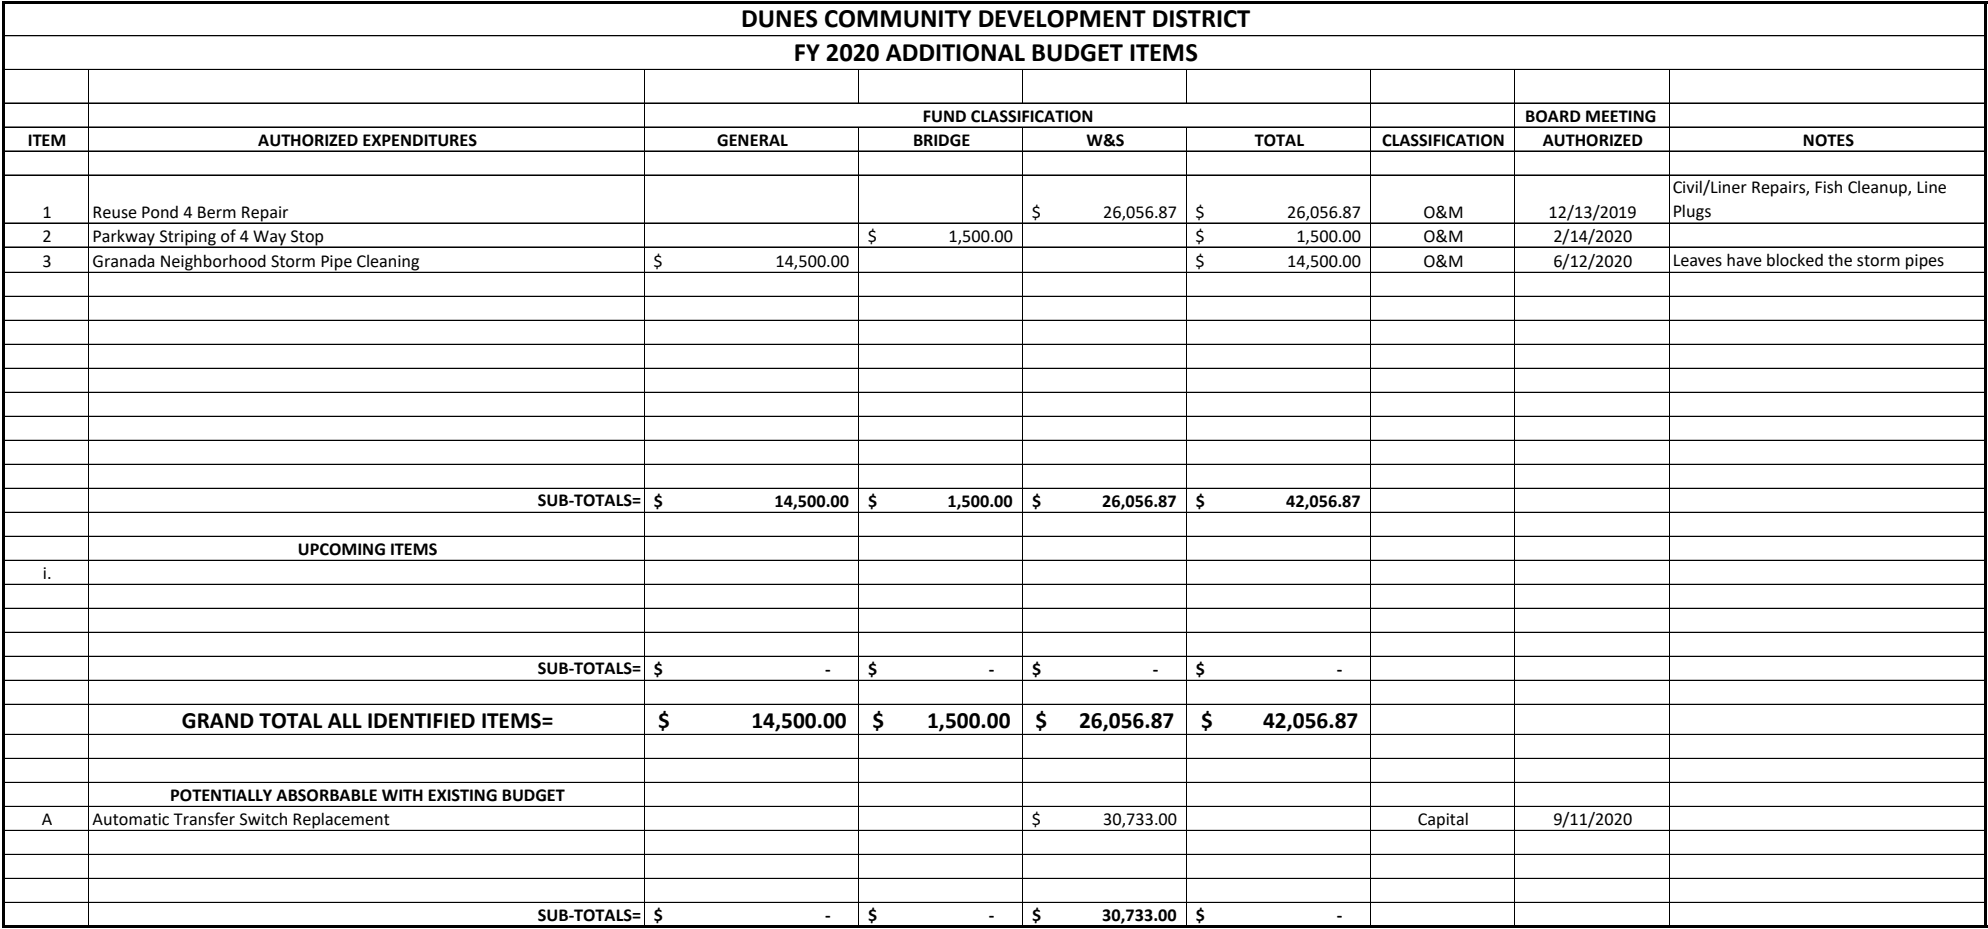 DUNES COMMUNITY DEVELOPMENT DISTRICT
FY 2020 ADDITIONAL BUDGET ITEMS
FUND CLASSIFICATION BOARD MEETING
ITEM AUTHORIZED EXPENDITURES GENERAL BRIDGE W&S TOTAL CLASSIFICATION AUTHORIZED NOTES
Civil/Liner Repairs, Fish Cleanup, Line
1 Reuse Pond 4 Berm Repair $ 26,056.87 $ 26,056.87 O&M 12/13/2019 Plugs
2 Parkway Striping of 4 Way Stop $ 1,500.00 $ 1,500.00 O&M 2/14/2020
3 Granada Neighborhood Storm Pipe Cleaning $ 14,500.00 $ 14,500.00 O&M 6/12/2020 Leaves have blocked the storm pipes
SUB-TOTALS= $ 14,500.00 $ 1,500.00 $ 26,056.87 $ 42,056.87
UPCOMING ITEMS
i.
SUB-TOTALS= $ - $ - $ - $ -
GRAND TOTAL ALL IDENTIFIED ITEMS= $ 14,500.00 $ 1,500.00 $ 26,056.87 $ 42,056.87
POTENTIALLY ABSORBABLE WITH EXISTING BUDGET
A Automatic Transfer Switch Replacement $ 30,733.00 Capital 9/11/2020
SUB-TOTALS= $ - $ - $ 30,733.00 $ -